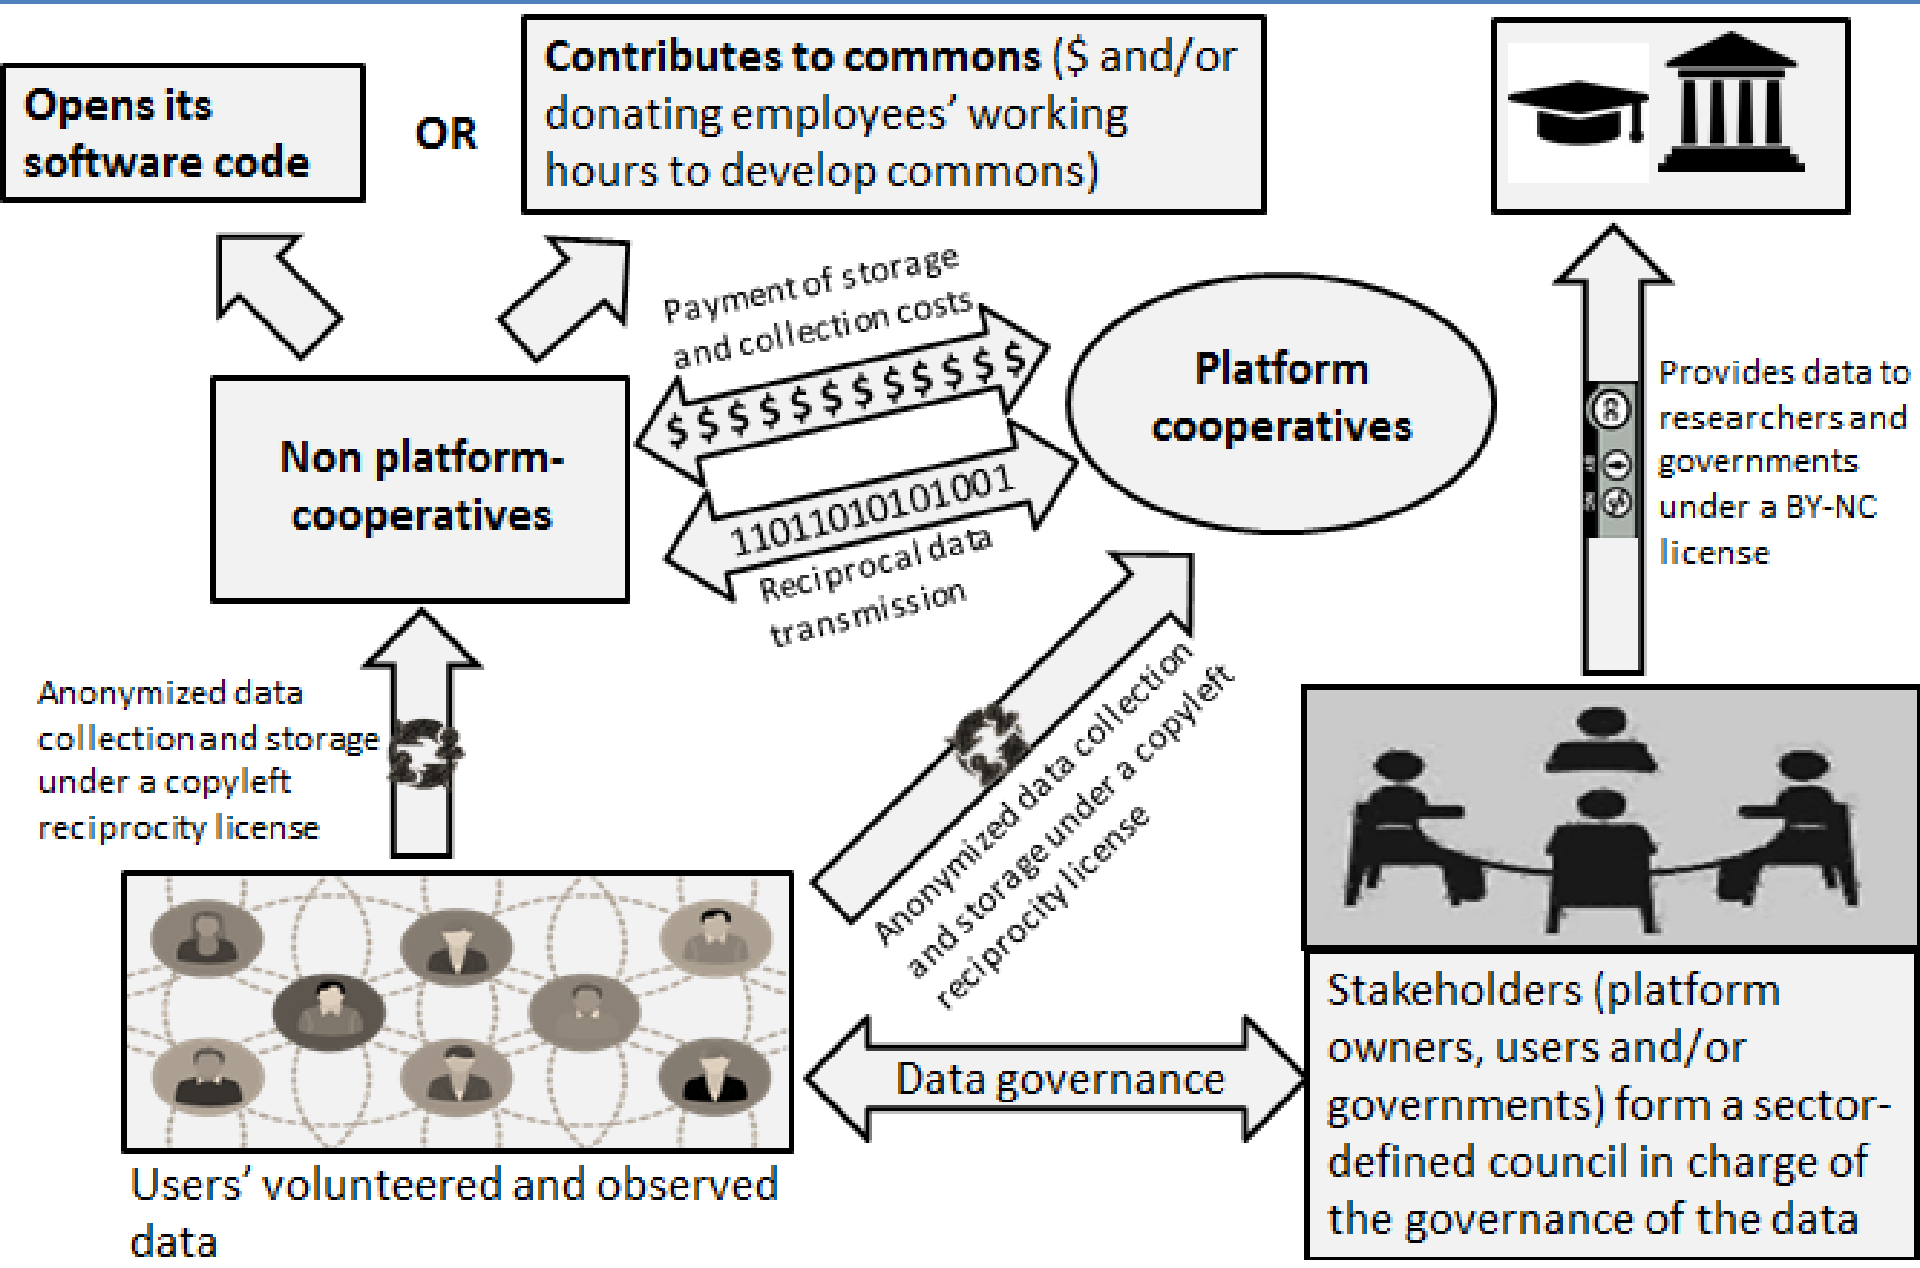 Opens its
software code
OR
Contributes to commons ($ and/or
donating employees’ working
hours to develop commons)
Payment of storage
and collection costs
$ $ $ $ $ $ $ $ $ $ $ $
Non platform-
cooperatives
Platform
cooperatives
1101101010101001
Reciprocal data
transmission
Provides data to
researchers and
governments
under a BY-NC
license
Anonymized data
collection and storage
under a copyleft
reciprocity license
Anonymized data collection
and storage under a copyleft
reciprocity license
Data governance
Users’ volunteered and observed
data
Stakeholders (platform
owners, users and/or
governments) form a sector-
defined council in charge of
the governance of the data